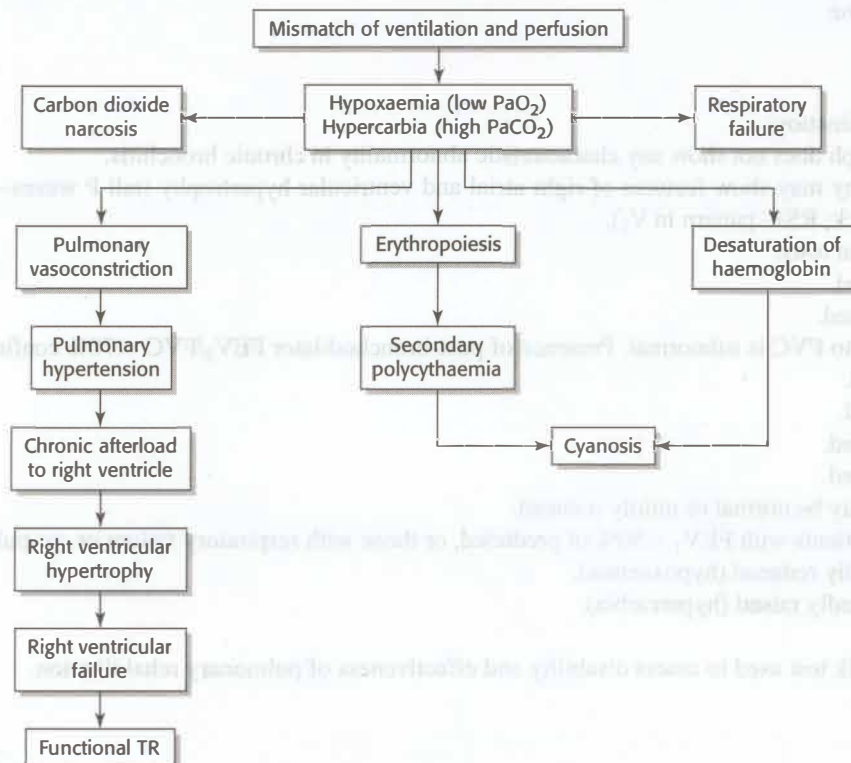 Mismatch of ventilation and perfusion
Carbon dioxide
narcosis
Hypoxaemia (low PaO₂)
Hypercarbia (high PaCO₂)
Respiratory
failure
Pulmonary
vasoconstriction
Erythropoiesis
Desaturation of
haemoglobin
Pulmonary
hypertension
Secondary
polycythaemia
Chronic afterload
to right ventricle
Cyanosis
Right ventricular
hypertrophy
Right ventricular
failure
Functional TR